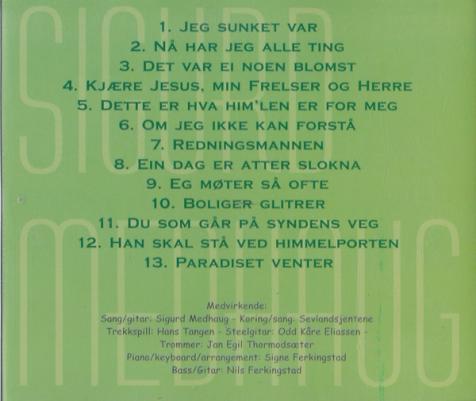 SIGURD
MEDHAUG
1. JEG SUNKET VAR
2. NÅ HAR JEG ALLE TING
3. DET VAR EI NOEN BLOMST
4. KJÆRE JESUS, MIN FRELSER OG HERRE
5. DETTE ER HVA HIM'LEN ER FOR MEG
6. OM JEG IKKE KAN FORSTÅ
7. REDNINGSMANNEN
8. EIN DAG ER ATTER SLOKNA
9. EG MØTER SÅ OFTE
10. BOLIGER GLITRER
11. DU SOM GÅR PÅ SYNDENS VEG
12. HAN SKAL STÅ VED HIMMELPORTEN
13. PARADISET VENTER
Medvirkende:
Sang/gitar: Sigurd Medhaug - Koring/sang: Sevlandsjentene
Trekkspill: Hans Tangen - Steelgitar: Odd Kåre Eliassen -
Trommer: Jan Egil Thormodsæter
Piano/keyboard/arrangement: Signe Ferkingstad
Bass/Gitar: Nils Ferkingstad